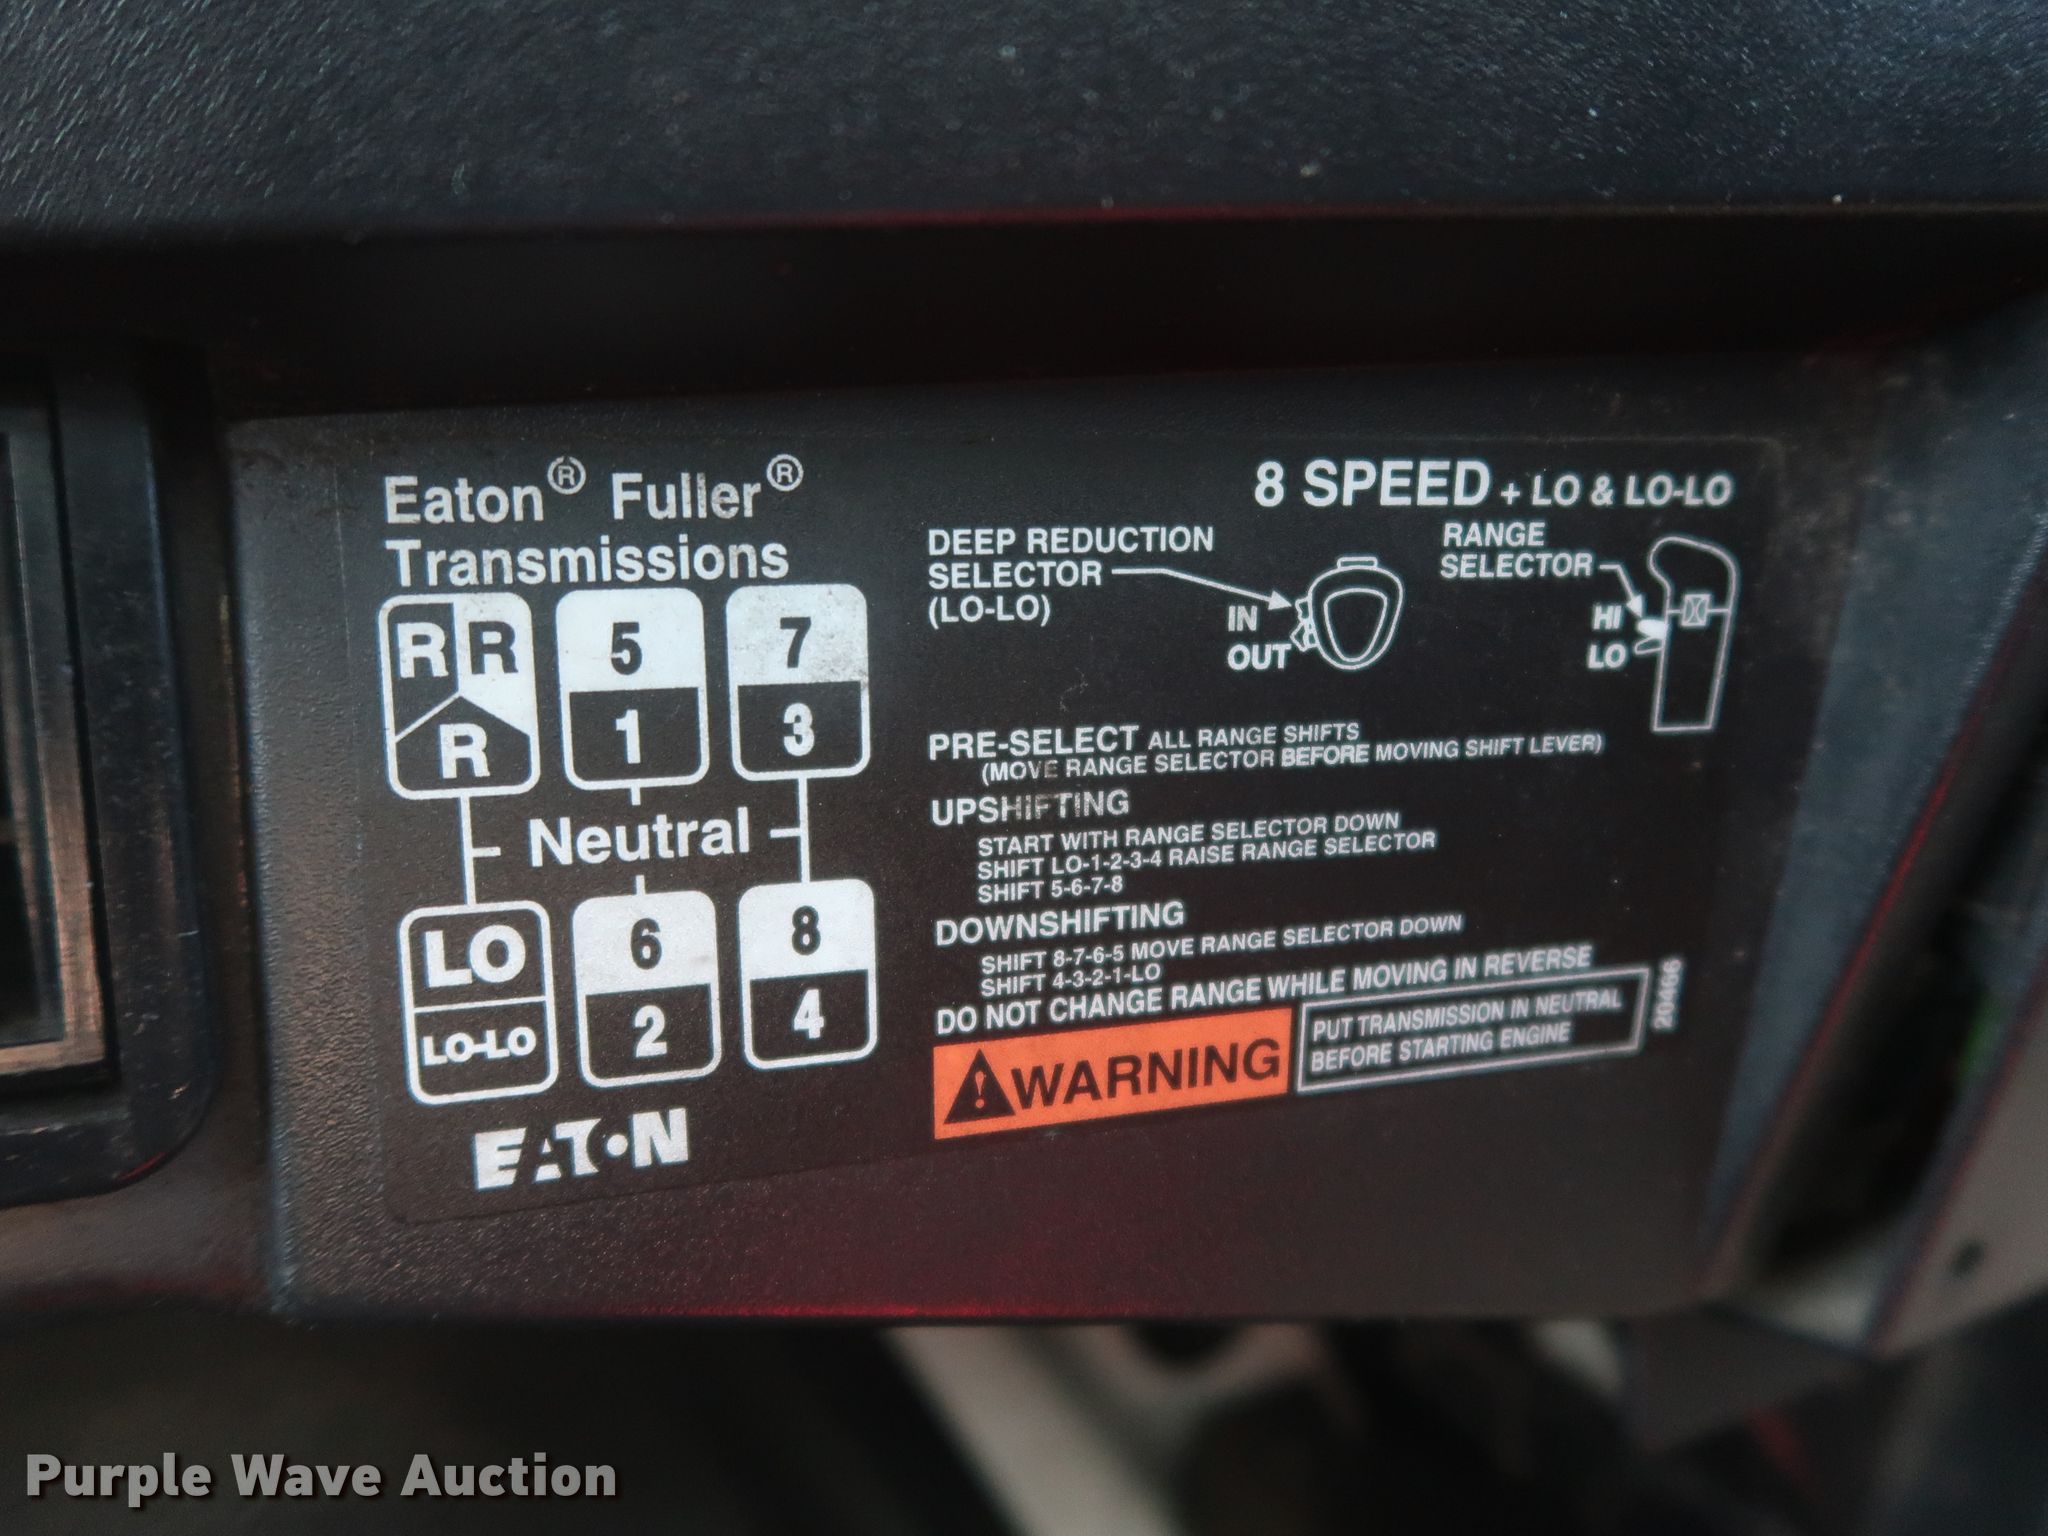 Eaton® Fuller®
Transmissions
R R
R
5
1
7
3
Neutral
LO
LO-LO
6
2
8
4
EATON
8 SPEED + LO & LO-LO
DEEP REDUCTION
SELECTOR
(LO-LO)
IN
OUT
RANGE
SELECTOR
HI
LO
PRE-SELECT ALL RANGE SHIFTS
(MOVE RANGE SELECTOR BEFORE MOVING SHIFT LEVER)
UPSHIFTING
START WITH RANGE SELECTOR DOWN
SHIFT LO-1-2-3-4 RAISE RANGE SELECTOR
SHIFT 5-6-7-8
DOWNSHIFTING
SHIFT 8-7-6-5 MOVE RANGE SELECTOR DOWN
SHIFT 4-3-2-1-LO
DO NOT CHANGE RANGE WHILE MOVING IN REVERSE
WARNING
PUT TRANSMISSION IN NEUTRAL
BEFORE STARTING ENGINE
20466
Purple Wave Auction